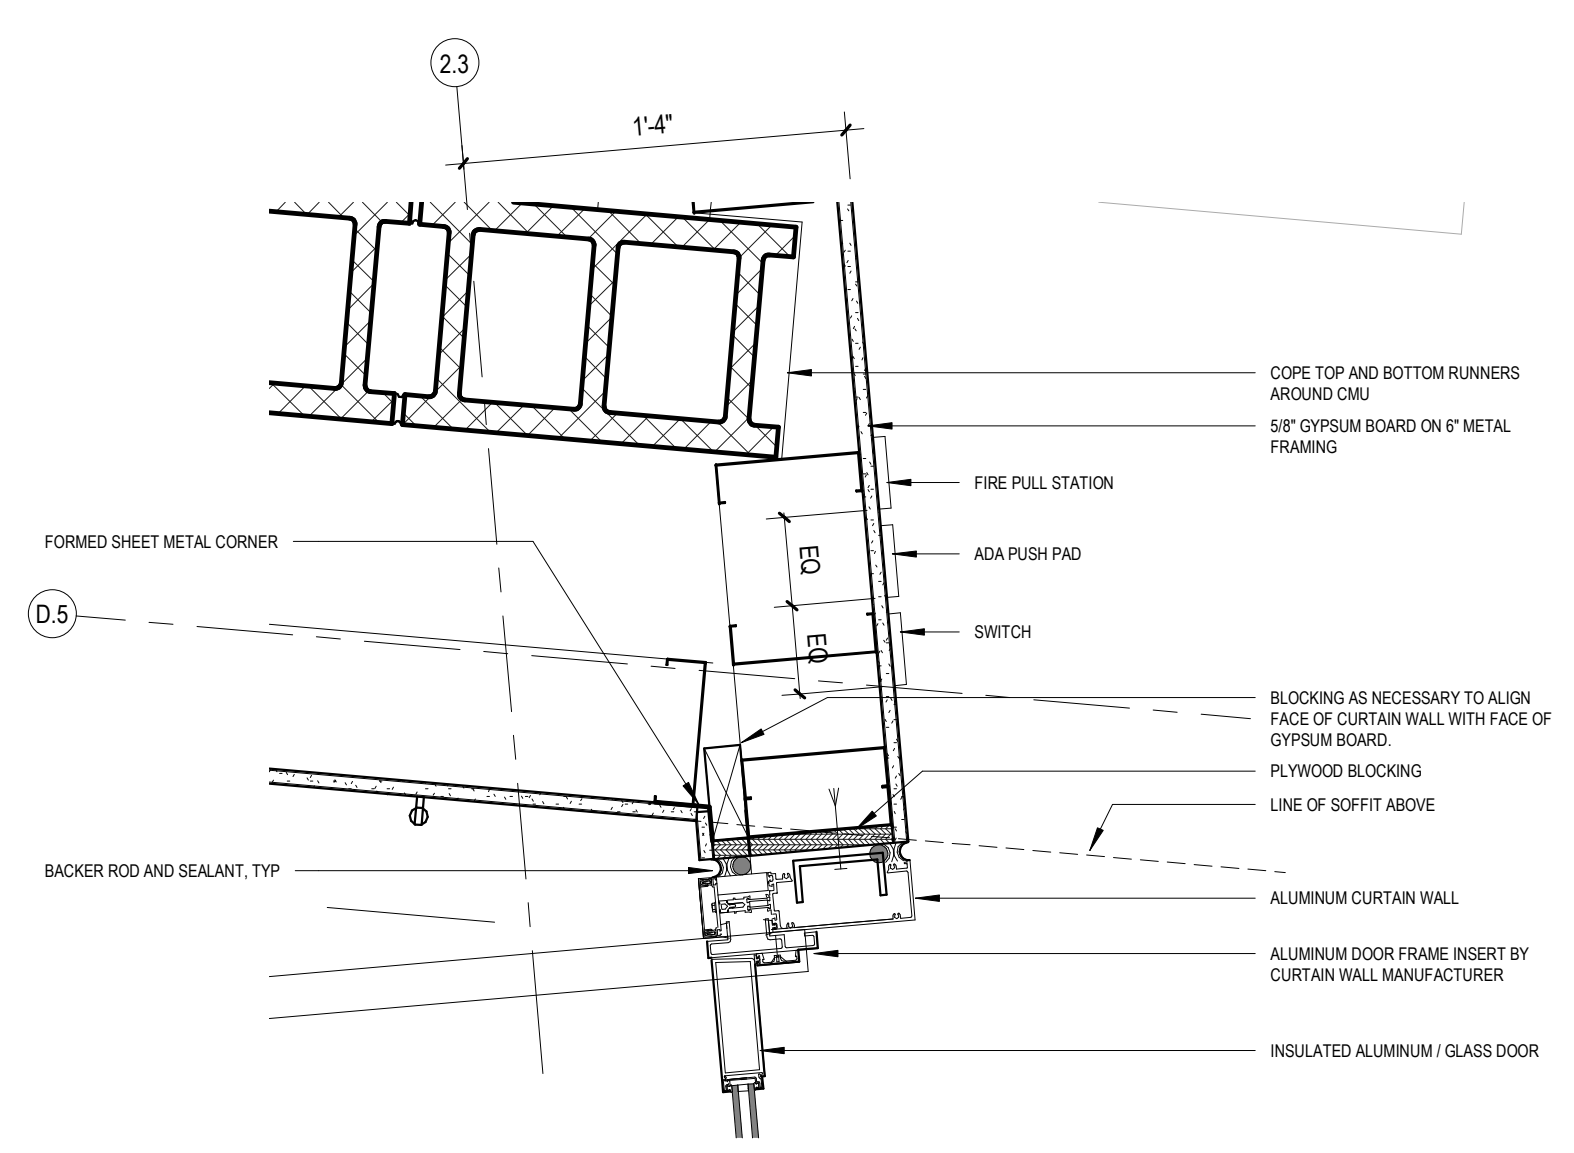 2.3
1'-4"
COPE TOP AND BOTTOM RUNNERS
AROUND CMU
5/8" GYPSUM BOARD ON 6" METAL
FRAMING
FIRE PULL STATION
FORMED SHEET METAL CORNER
ADA PUSH PAD
EQ
D.5
SWITCH
EQ
BLOCKING AS NECESSARY TO ALIGN
FACE OF CURTAIN WALL WITH FACE OF
GYPSUM BOARD.
PLYWOOD BLOCKING
LINE OF SOFFIT ABOVE
BACKER ROD AND SEALANT, TYP
ALUMINUM CURTAIN WALL
ALUMINUM DOOR FRAME INSERT BY
CURTAIN WALL MANUFACTURER
INSULATED ALUMINUM / GLASS DOOR